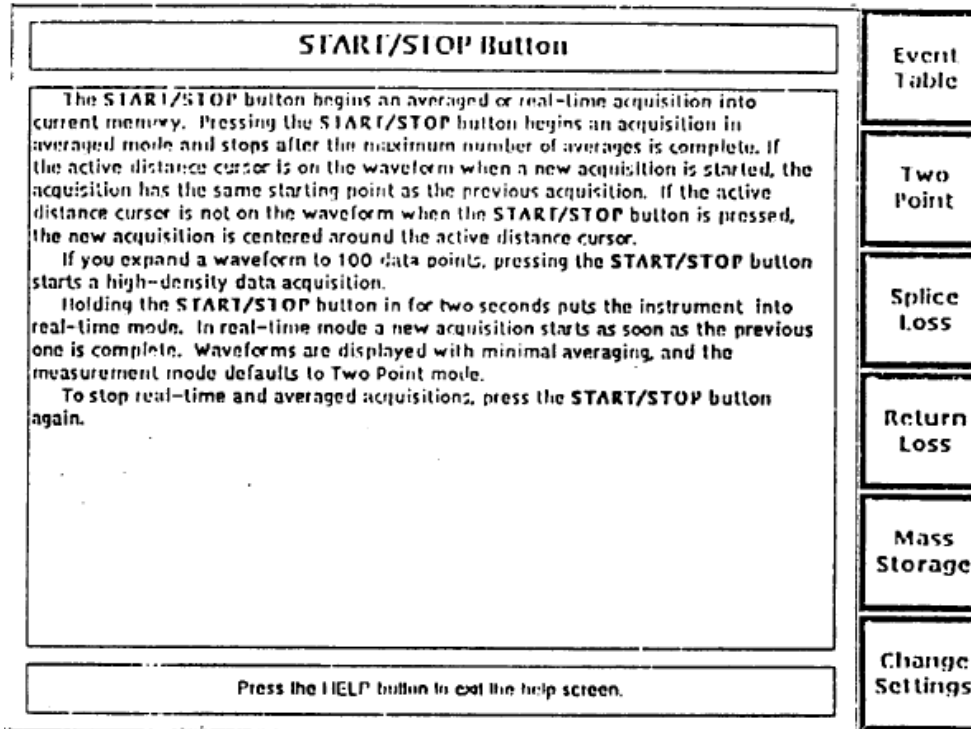 START/STOP Button
The START/STOP button begins an averaged or real-time acquisition into
current memory. Pressing the START/STOP button begins an acquisition in
averaged mode and stops after the maximum number of averages is complete. If
the active distance cursor is on the waveform when a new acquisition is started, the
acquisition has the same starting point as the previous acquisition. If the active
distance cursor is not on the waveform when the START/STOP button is pressed,
the new acquisition is centered around the active distance cursor.
If you expand a waveform to 100 data points, pressing the START/STOP button
starts a high-density data acquisition.
Holding the START/STOP button in for two seconds puts the instrument into
real-time mode. In real-time mode a new acquisition starts as soon as the previous
one is complete. Waveforms are displayed with minimal averaging, and the
measurement mode defaults to Two Point mode.
To stop real-time and averaged acquisitions, press the START/STOP button
again.
Press the HELP button to exit the help screen.
Event
Table
Two
Point
Splice
Loss
Return
Loss
Mass
Storage
Change
Settings